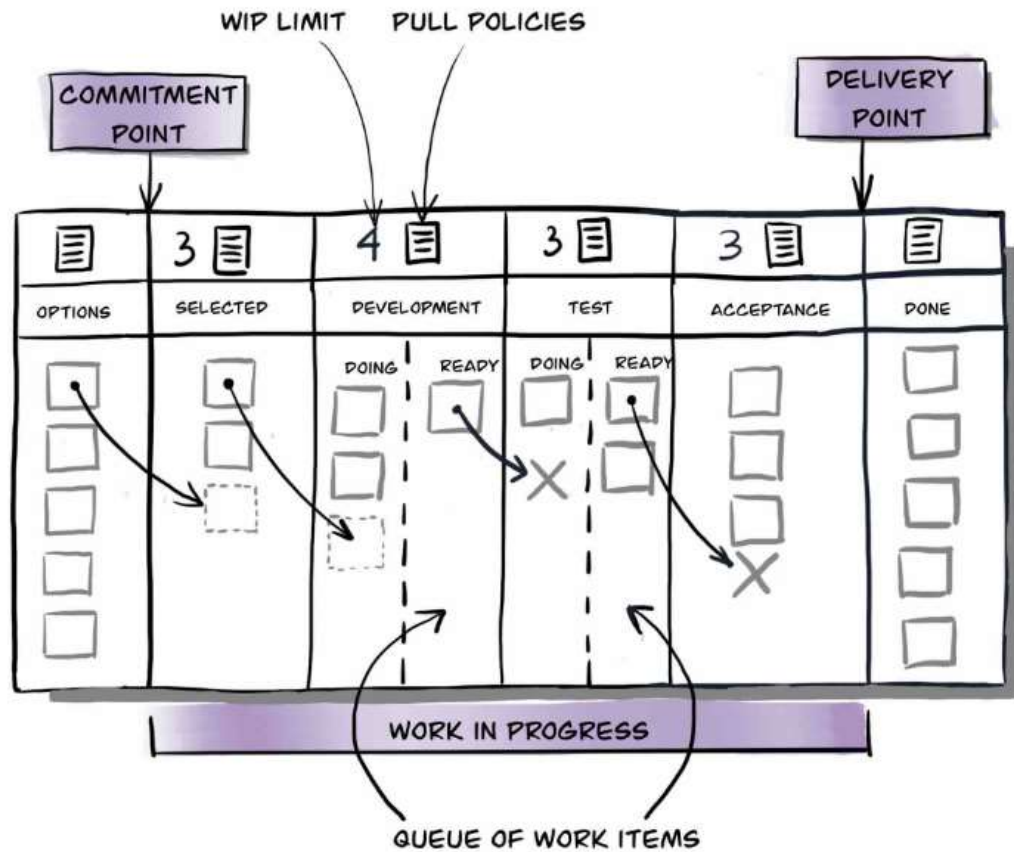 WIP LIMIT PULL POLICIES
COMMITMENT
POINT
DELIVERY
POINT
3 4 3 3
OPTIONS SELECTED DEVELOPMENT TEST ACCEPTANCE DONE
DOING READY DOING READY
WORK IN PROGRESS
QUEUE OF WORK ITEMS